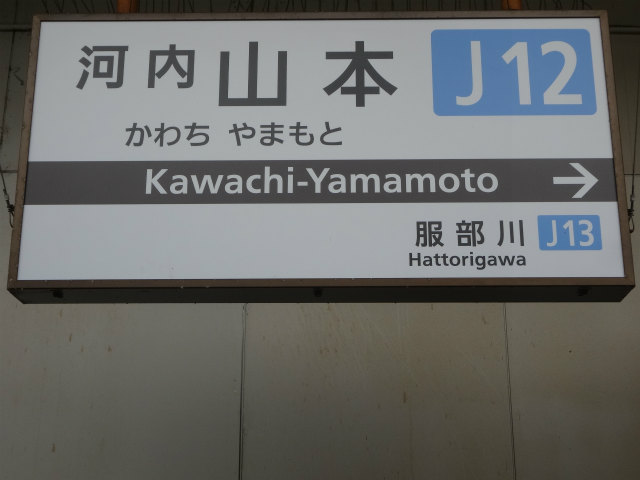 河内山本 J12
かわち やまもと
Kawachi-Yamamoto →
服部川 J13
Hattorigawa